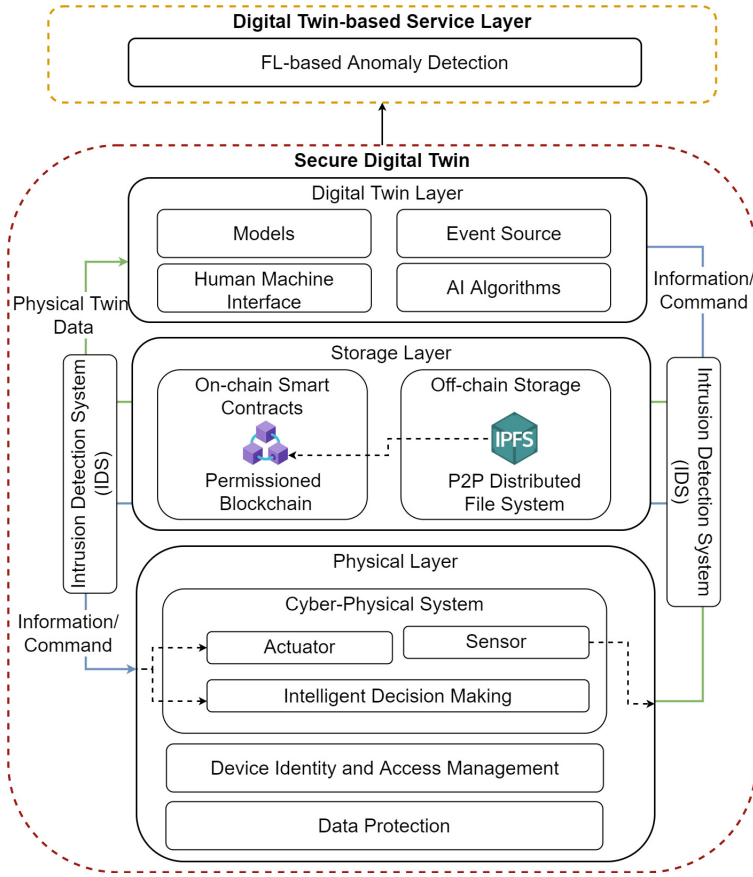 Digital Twin-based Service Layer
FL-based Anomaly Detection
Secure Digital Twin
Digital Twin Layer
Models
Event Source
Human Machine
Interface
AI Algorithms
Physical Twin
Data
Information/
Command
Storage Layer
On-chain Smart
Contracts
Permissioned
Blockchain
Off-chain Storage
IPFS
P2P Distributed
File System
Intrusion Detection System
(IDS)
Intrusion Detection System
(IDS)
Information/
Command
Physical Layer
Cyber-Physical System
Actuator
Sensor
Intelligent Decision Making
Device Identity and Access Management
Data Protection